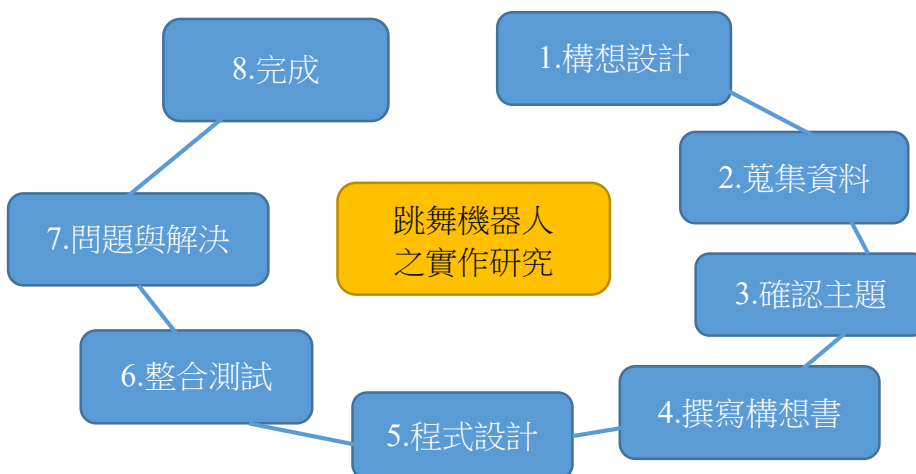 1.構想設計
2.蒐集資料
3.確認主題
4.撰寫構想書
5.程式設計
6.整合測試
7.問題與解決
8.完成
跳舞機器人
之實作研究